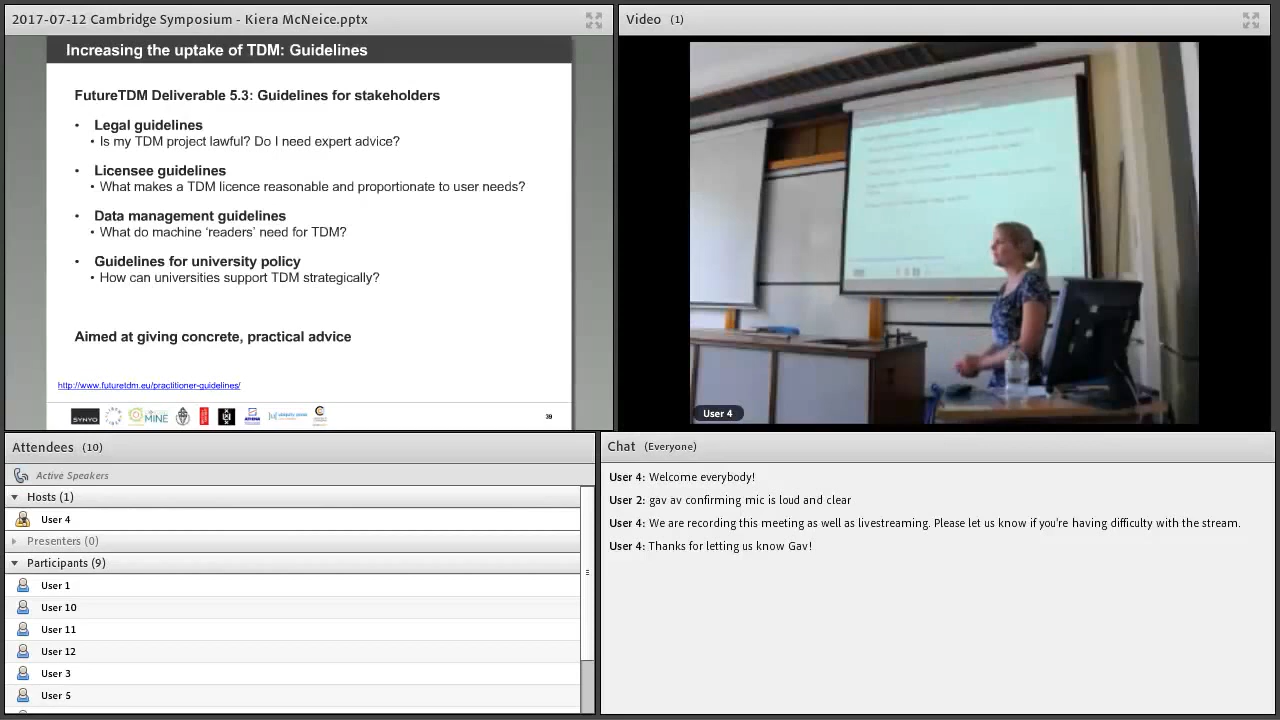 2017-07-12 Cambridge Symposium - Kiera McNeice.pptx
Increasing the uptake of TDM: Guidelines
FutureTDM Deliverable 5.3: Guidelines for stakeholders
• Legal guidelines
• Is my TDM project lawful? Do I need expert advice?
• Licensee guidelines
• What makes a TDM licence reasonable and proportionate to user needs?
• Data management guidelines
• What do machine ‘readers’ need for TDM?
• Guidelines for university policy
• How can universities support TDM strategically?
Aimed at giving concrete, practical advice
http://www.futuretdm.eu/practitioner-guidelines/
SYNYO
MINE
39
Video (1)
User 4
Attendees (10)
Active Speakers
Hosts (1)
User 4
Presenters (0)
Participants (9)
User 1
User 10
User 11
User 12
User 3
User 5
Chat (Everyone)
User 4: Welcome everybody!
User 2: gav av confirming mic is loud and clear
User 4: We are recording this meeting as well as livestreaming. Please let us know if you're having difficulty with the stream.
User 4: Thanks for letting us know Gav!